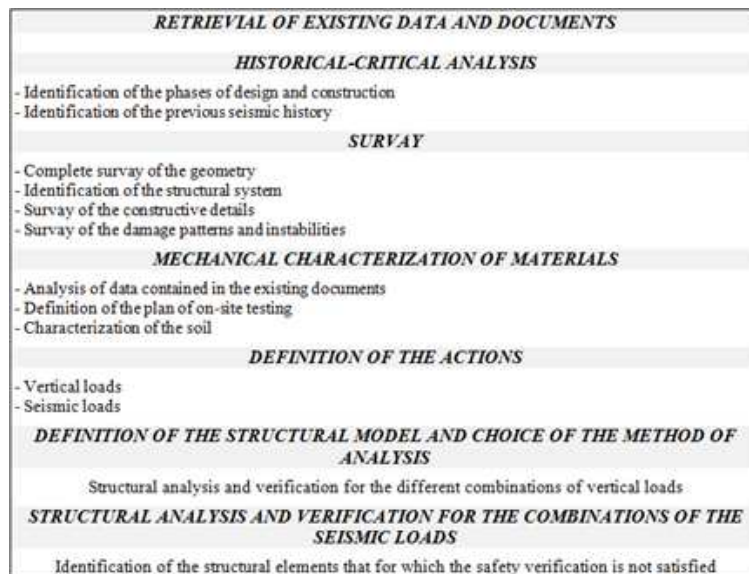 RETRIEVIAL OF EXISTING DATA AND DOCUMENTS
HISTORICAL-CRITICAL ANALYSIS
- Identification of the phases of design and construction
- Identification of the previous seismic history
SURVAY
- Complete survay of the geometry
- Identification of the structural system
- Survay of the constructive details
- Survay of the damage patterns and instabilities
MECHANICAL CHARACTERIZATION OF MATERIALS
- Analysis of data contained in the existing documents
- Definition of the plan of on-site testing
- Characterization of the soil
DEFINITION OF THE ACTIONS
- Vertical loads
- Seismic loads
DEFINITION OF THE STRUCTURAL MODEL AND CHOICE OF THE METHOD OF
ANALYSIS
Structural analysis and verification for the different combinations of vertical loads
STRUCTURAL ANALYSIS AND VERIFICATION FOR THE COMBINATIONS OF THE
SEISMIC LOADS
Identification of the structural elements that for which the safety verification is not satisfied